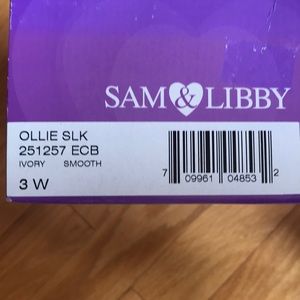 SAM & LIBBY
OLLIE SLK
251257 ECB
IVORY SMOOTH
3 W
7 09961 04853 2